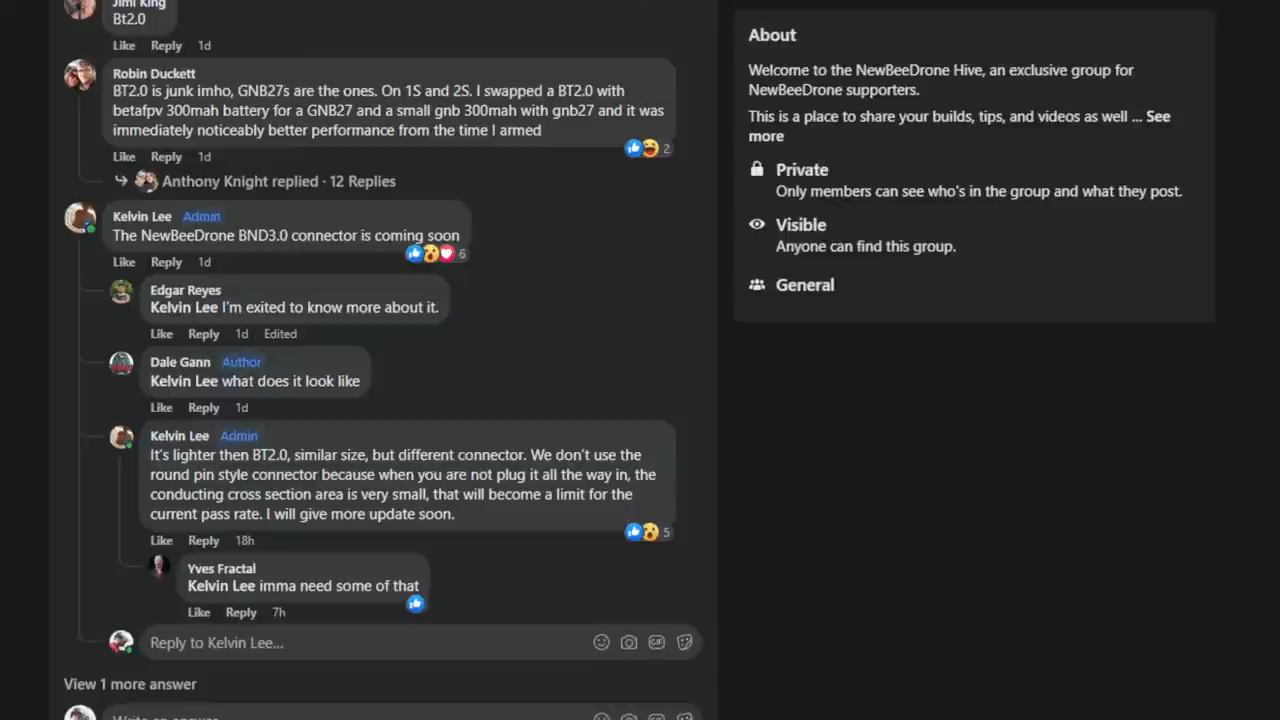 Jimi King
Bt2.0
Like Reply 1d
Robin Duckett
BT2.0 is junk imho, GNB27s are the ones. On 1S and 2S. I swapped a BT2.0 with
betafpv 300mah battery for a GNB27 and a small gnb 300mah with gnb27 and it was
immediately noticeably better performance from the time I armed
2
Like Reply 1d
Anthony Knight replied · 12 Replies
Kelvin Lee Admin
The NewBeeDrone BND3.0 connector is coming soon
6
Like Reply 1d
Edgar Reyes
Kelvin Lee I'm exited to know more about it.
Like Reply 1d Edited
Dale Gann Author
Kelvin Lee what does it look like
Like Reply 1d
Kelvin Lee Admin
It's lighter then BT2.0, similar size, but different connector. We don't use the
round pin style connector because when you are not plug it all the way in, the
conducting cross section area is very small, that will become a limit for the
current pass rate. I will give more update soon.
5
Like Reply 18h
Yves Fractal
Kelvin Lee imma need some of that
Like Reply 7h
Reply to Kelvin Lee...
GIF
View 1 more answer
Write an answer...
About
Welcome to the NewBeeDrone Hive, an exclusive group for
NewBeeDrone supporters.
This is a place to share your builds, tips, and videos as well ... See
more
Private
Only members can see who's in the group and what they post.
Visible
Anyone can find this group.
General